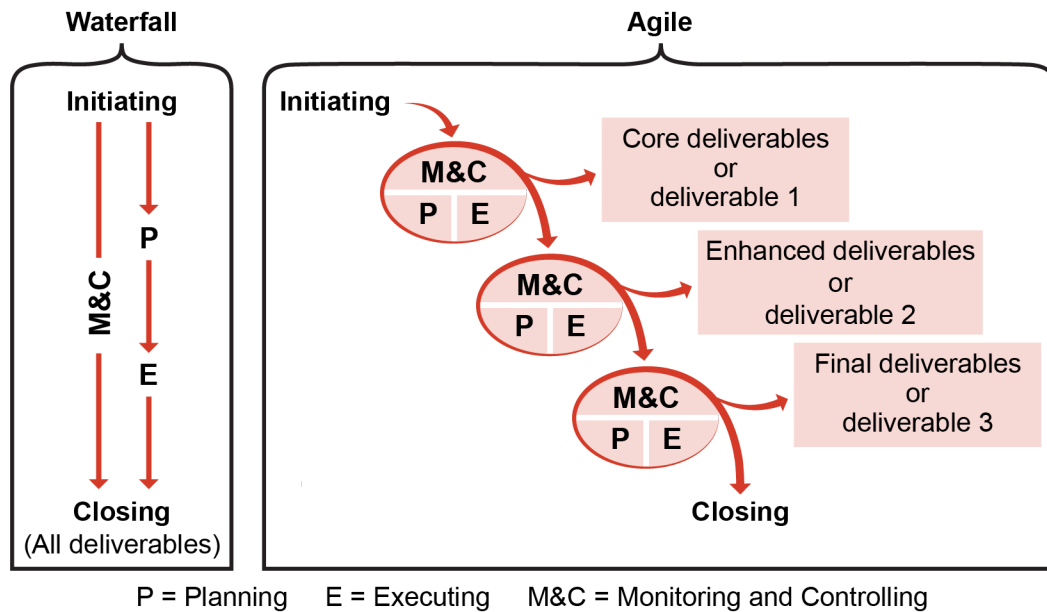 Waterfall
Initiating
M&C
P
E
Closing
(All deliverables)
Agile
Initiating
M&C
P E
Core deliverables
or
deliverable 1
M&C
P E
Enhanced deliverables
or
deliverable 2
M&C
P E
Final deliverables
or
deliverable 3
Closing
P = Planning E = Executing M&C = Monitoring and Controlling